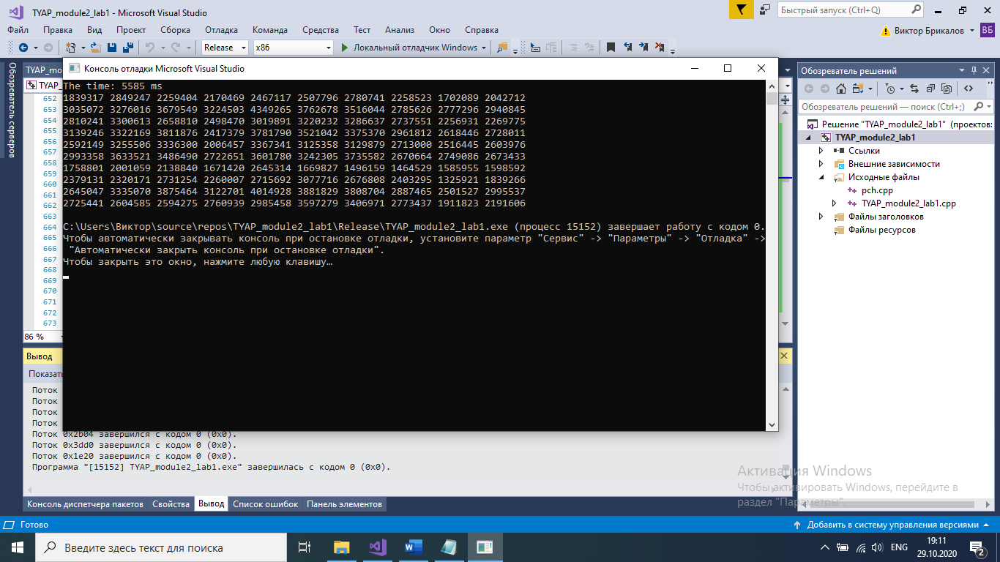 TYAP_module2_lab1 - Microsoft Visual Studio
Быстрый запуск (Ctrl+Q)
Файл Правка Вид Проект Сборка Отладка Команда Средства Тест Анализ Окно Справка
Виктор Брикалов ВБ
Release x86 Локальный отладчик Windows
Обозреватель серверов
TYAP_mo
TYAP_
Консоль отладки Microsoft Visual Studio
The time: 5585 ms
1839317 2849247 2259404 2170469 2467117 2507796 2780741 2258523 1702089 2042712
3035072 3276016 3679549 3224503 4349265 3762678 3516044 2785626 2777296 2940845
2810241 3300613 2658810 2498470 3019891 3220232 3286637 2737551 2256931 2269775
3139246 3322169 3811876 2417379 3781790 3521042 3375370 2961812 2618446 2728011
2592149 3255506 3336300 2006457 3367341 3125358 3129879 2713000 2516445 2603976
2993358 3633521 3486490 2722651 3601780 3242305 3735582 2670664 2749086 2673433
1758801 2001059 2138840 1671420 2645314 1669827 1496159 1464529 1585955 1598592
2379131 2320171 2731254 2260007 2715692 3077716 2676808 2403295 1325921 1839266
2645047 3335070 3875464 3122701 4014928 3881829 3808704 2887465 2501527 2995537
2725441 2604585 2594275 2760939 2985458 3597279 3406971 2773437 1911823 2191606
C:\Users\Виктор\source\repos\TYAP_module2_lab1\Release\TYAP_module2_lab1.exe (процесс 15152) завершает работу с кодом 0.
Чтобы автоматически закрывать консоль при остановке отладки, установите параметр "Сервис" -> "Параметры" -> "Отладка" ->
"Автоматически закрыть консоль при остановке отладки".
Чтобы закрыть это окно, нажмите любую клавишу…
652
653
654
655
656
657
658
659
660
661
662
663
664
665
666
667
668
669
670
671
672
673
86 %
Обозреватель решений
Обозреватель решений — поиск (Ctrl+;)
Решение "TYAP_module2_lab1" (проектов:
TYAP_module2_lab1
Ссылки
Внешние зависимости
Исходные файлы
pch.cpp
TYAP_module2_lab1.cpp
Файлы заголовков
Файлы ресурсов
Вывод
Показать
Поток
Поток
Поток
Поток
Поток 0x2b04 завершился с кодом 0 (0x0).
Поток 0x3dd0 завершился с кодом 0 (0x0).
Поток 0x1e20 завершился с кодом 0 (0x0).
Программа "[15152] TYAP_module2_lab1.exe" завершилась с кодом 0 (0x0).
Консоль диспетчера пакетов Свойства Вывод Список ошибок Панель элементов
Активация Windows
Чтобы активировать Windows, перейдите в
раздел "Параметры".
Готово
Добавить в систему управления версиями
Введите здесь текст для поиска
ENG
19:11
29.10.2020
2